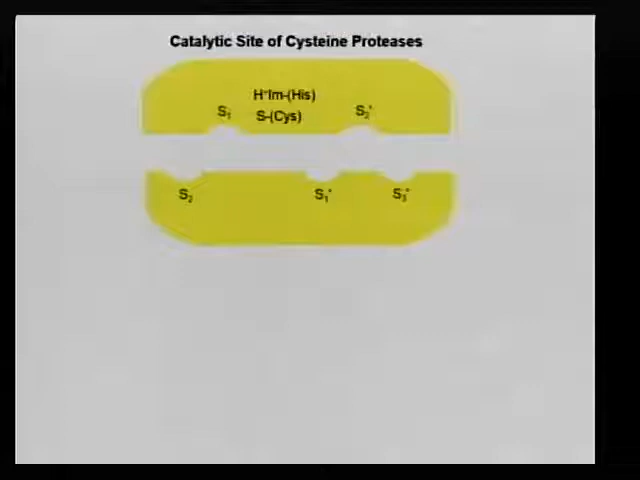 Catalytic Site of Cysteine Proteases
H⁺Im-(His)
S₁ S-(Cys) S₂'
S₂ S₁' S₃'